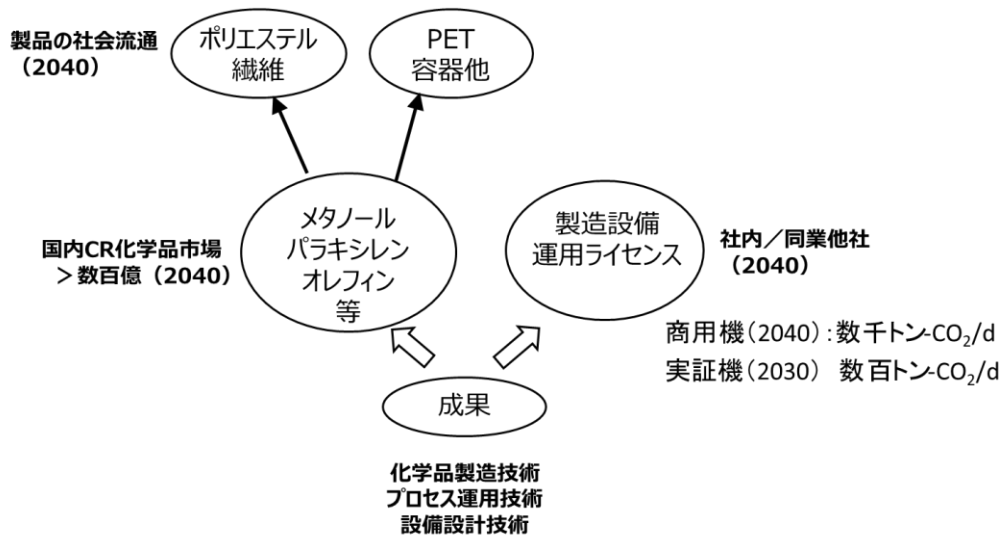 製品の社会流通
（2040）
ポリエステル
繊維
PET
容器他
国内CR化学品市場
＞数百億（2040）
メタノール
パラキシレン
オレフィン
等
製造設備
運用ライセンス
社内／同業他社
（2040）
商用機（2040）：数千トン-CO₂/d
実証機（2030） 数百トン-CO₂/d
成果
化学品製造技術
プロセス運用技術
設備設計技術